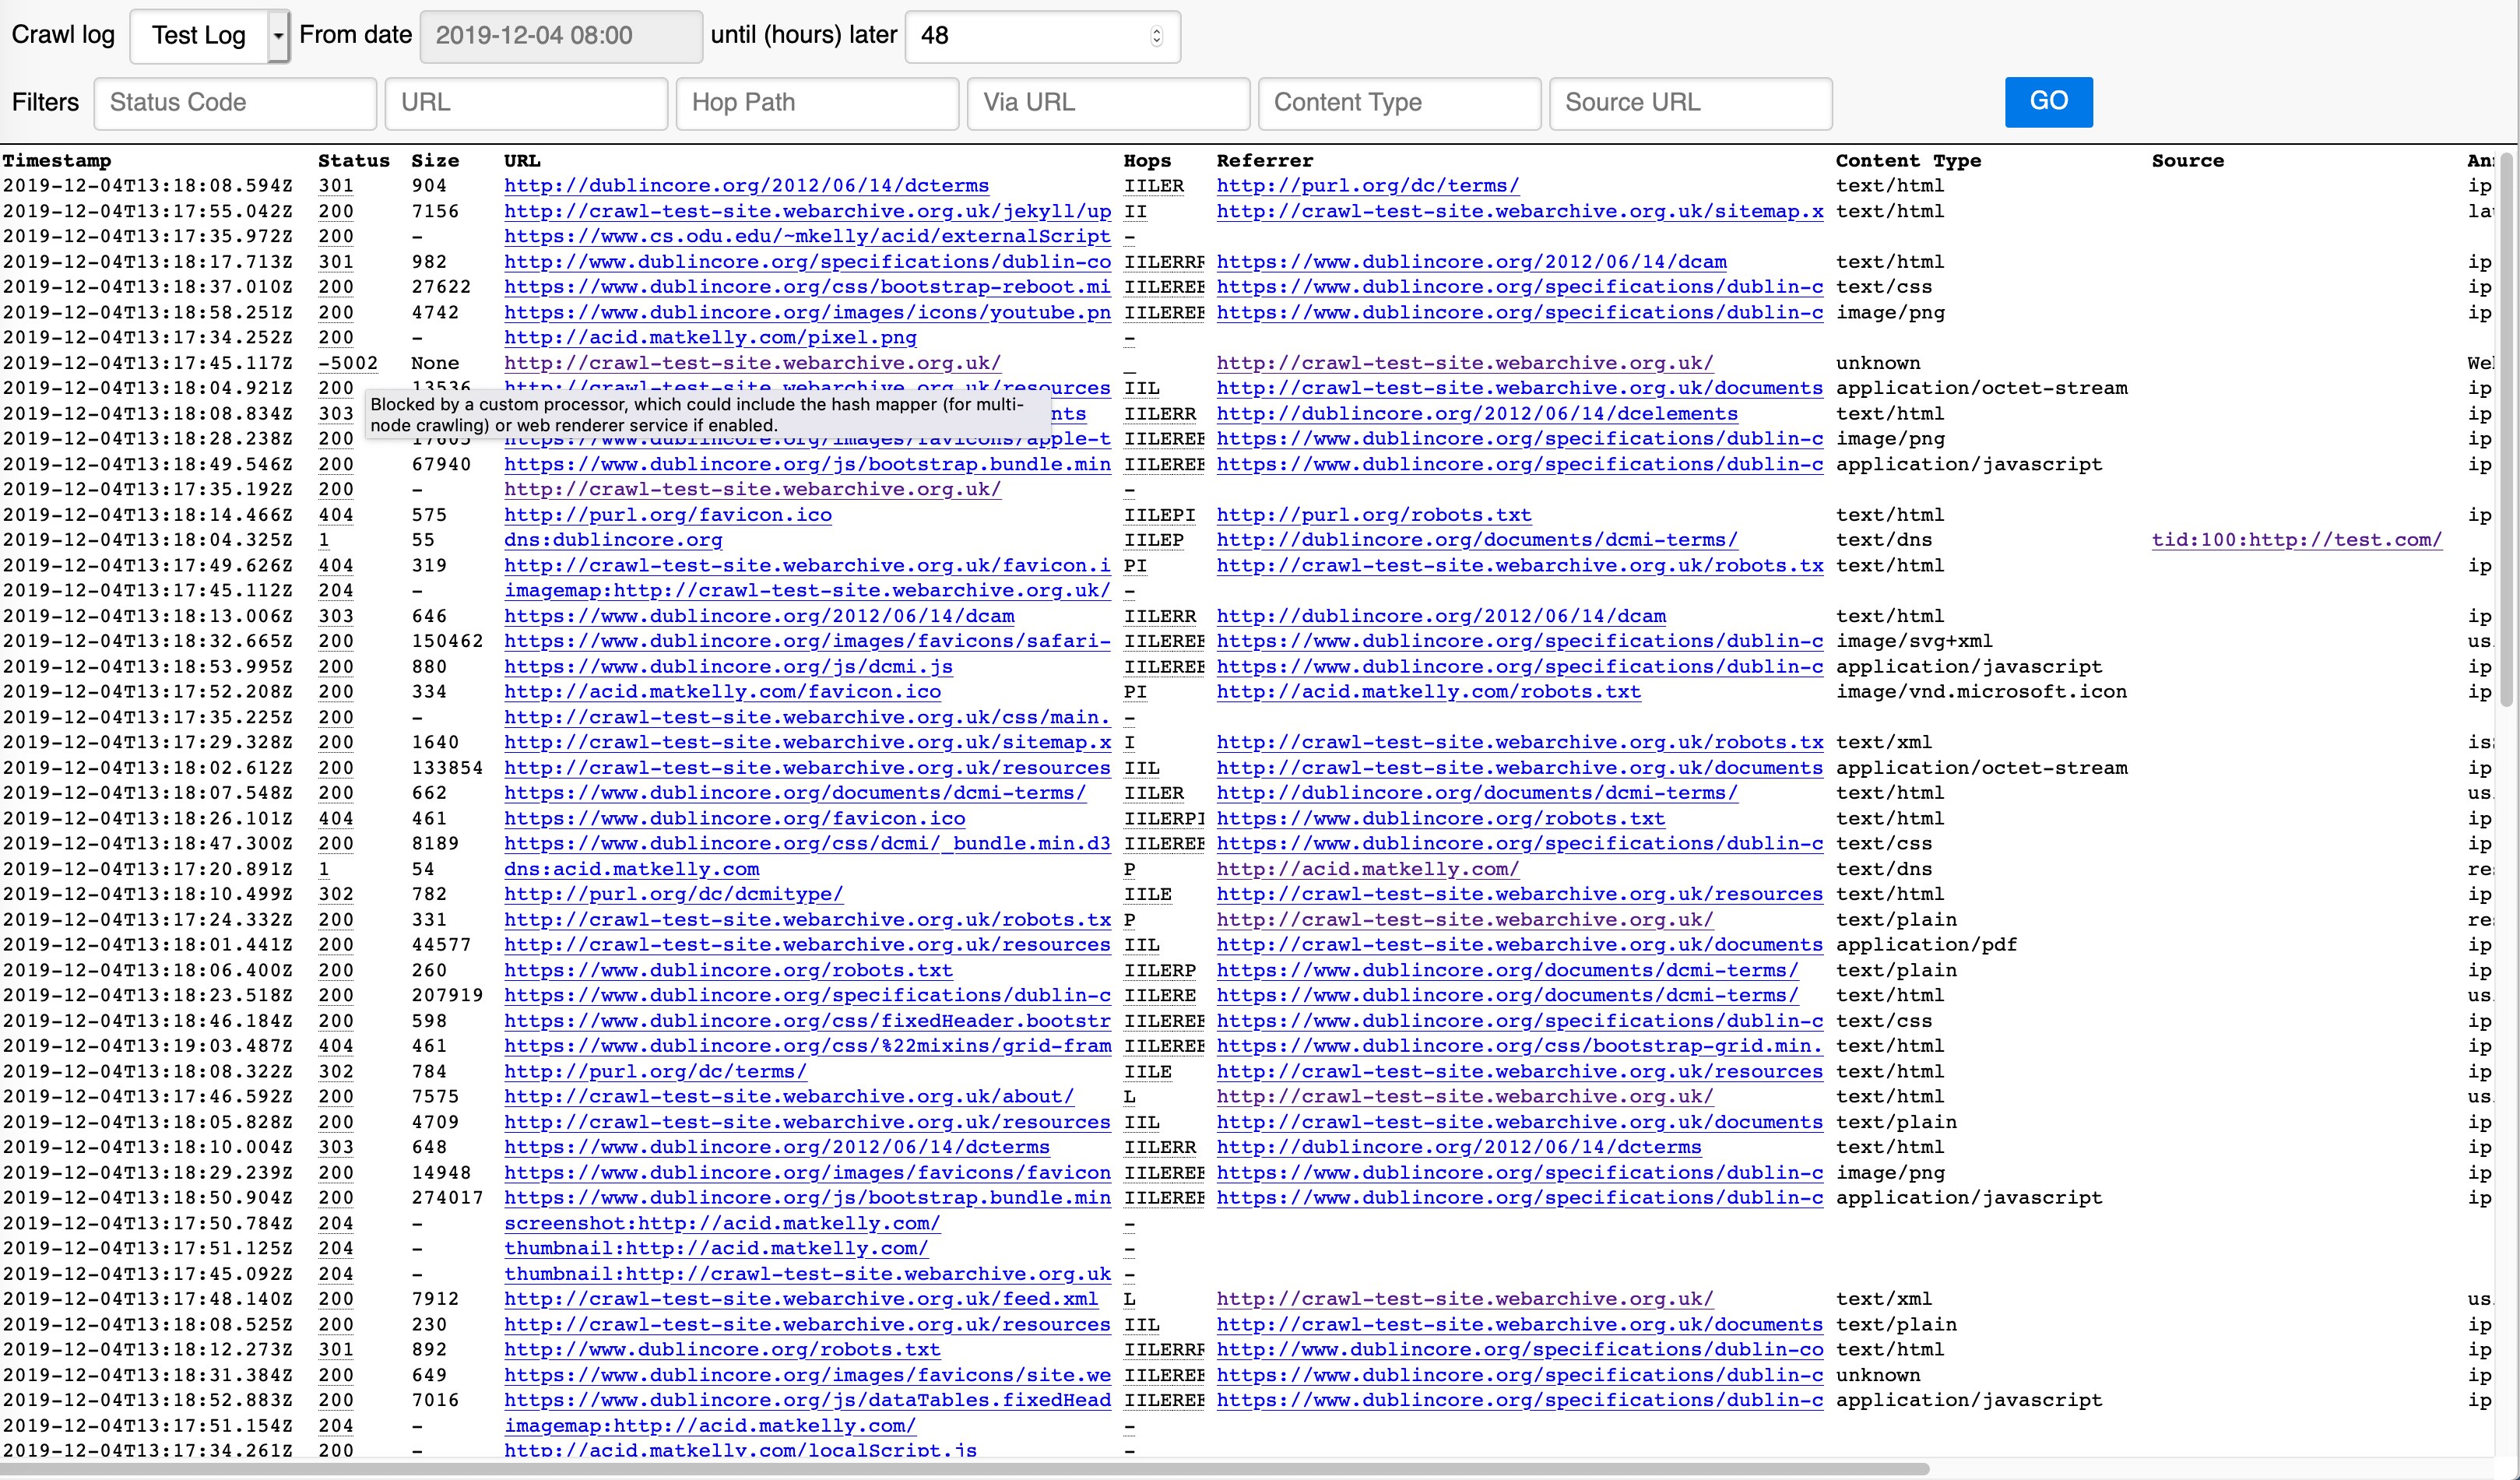 Crawl log Test Log From date 2019-12-04 08:00 until (hours) later 48
Filters Status Code URL Hop Path Via URL Content Type Source URL GO
Timestamp Status Size URL Hops Referrer Content Type Source
2019-12-04T13:18:08.594Z 301 904 http://dublincore.org/2012/06/14/dcterms IILER http://purl.org/dc/terms/ text/html ip
2019-12-04T13:17:55.042Z 200 7156 http://crawl-test-site.webarchive.org.uk/jekyll/up II http://crawl-test-site.webarchive.org.uk/sitemap.x text/html
2019-12-04T13:17:35.972Z 200 - https://www.cs.odu.edu/~mkelly/acid/externalScript -
2019-12-04T13:18:17.713Z 301 982 http://www.dublincore.org/specifications/dublin-co IILERR https://www.dublincore.org/2012/06/14/dcam text/html ip
2019-12-04T13:18:37.010Z 200 27622 https://www.dublincore.org/css/bootstrap-reboot.mi IILERE https://www.dublincore.org/specifications/dublin-c text/css ip
2019-12-04T13:18:58.251Z 200 4742 https://www.dublincore.org/images/icons/youtube.pn IILERE https://www.dublincore.org/specifications/dublin-c image/png ip
2019-12-04T13:17:34.252Z 200 - http://acid.matkelly.com/pixel.png -
2019-12-04T13:17:45.117Z -5002 None http://crawl-test-site.webarchive.org.uk/ _ http://crawl-test-site.webarchive.org.uk/ unknown We
2019-12-04T13:18:04.921Z 200 13536 http://crawl-test-site.webarchive.org.uk/resources IIL http://crawl-test-site.webarchive.org.uk/documents application/octet-stream ip
Blocked by a custom processor, which could include the hash mapper (for multi-
node crawling) or web renderer service if enabled.
2019-12-04T13:18:08.834Z 303 nts IILERR http://dublincore.org/2012/06/14/dcelements text/html ip
2019-12-04T13:18:28.238Z 200 17605 https://www.dublincore.org/images/favicons/apple-t IILERE https://www.dublincore.org/specifications/dublin-c image/png ip
2019-12-04T13:18:49.546Z 200 67940 https://www.dublincore.org/js/bootstrap.bundle.min IILERE https://www.dublincore.org/specifications/dublin-c application/javascript ip
2019-12-04T13:17:35.192Z 200 - http://crawl-test-site.webarchive.org.uk/ -
2019-12-04T13:18:14.466Z 404 575 http://purl.org/favicon.ico IILEPI http://purl.org/robots.txt text/html ip
2019-12-04T13:18:04.325Z 1 55 dns:dublincore.org IILEP http://dublincore.org/documents/dcmi-terms/ text/dns tid:100:http://test.com/
2019-12-04T13:17:49.626Z 404 319 http://crawl-test-site.webarchive.org.uk/favicon.i PI http://crawl-test-site.webarchive.org.uk/robots.tx text/html ip
2019-12-04T13:17:45.112Z 204 - imagemap:http://crawl-test-site.webarchive.org.uk/ -
2019-12-04T13:18:13.006Z 303 646 https://www.dublincore.org/2012/06/14/dcam IILERR http://dublincore.org/2012/06/14/dcam text/html ip
2019-12-04T13:18:32.665Z 200 150462 https://www.dublincore.org/images/favicons/safari- IILERE https://www.dublincore.org/specifications/dublin-c image/svg+xml us
2019-12-04T13:18:53.995Z 200 880 https://www.dublincore.org/js/dcmi.js IILERE https://www.dublincore.org/specifications/dublin-c application/javascript ip
2019-12-04T13:17:52.208Z 200 334 http://acid.matkelly.com/favicon.ico PI http://acid.matkelly.com/robots.txt image/vnd.microsoft.icon ip
2019-12-04T13:17:35.225Z 200 - http://crawl-test-site.webarchive.org.uk/css/main. -
2019-12-04T13:17:29.328Z 200 1640 http://crawl-test-site.webarchive.org.uk/sitemap.x I http://crawl-test-site.webarchive.org.uk/robots.tx text/xml is
2019-12-04T13:18:02.612Z 200 133854 http://crawl-test-site.webarchive.org.uk/resources IIL http://crawl-test-site.webarchive.org.uk/documents application/octet-stream ip
2019-12-04T13:18:07.548Z 200 662 https://www.dublincore.org/documents/dcmi-terms/ IILER http://dublincore.org/documents/dcmi-terms/ text/html us
2019-12-04T13:18:26.101Z 404 461 https://www.dublincore.org/favicon.ico IILERPI https://www.dublincore.org/robots.txt text/html ip
2019-12-04T13:18:47.300Z 200 8189 https://www.dublincore.org/css/dcmi/_bundle.min.d3 IILERE https://www.dublincore.org/specifications/dublin-c text/css ip
2019-12-04T13:17:20.891Z 1 54 dns:acid.matkelly.com P http://acid.matkelly.com/ text/dns re
2019-12-04T13:18:10.499Z 302 782 http://purl.org/dc/dcmitype/ IILE http://crawl-test-site.webarchive.org.uk/resources text/html ip
2019-12-04T13:17:24.332Z 200 331 http://crawl-test-site.webarchive.org.uk/robots.tx P http://crawl-test-site.webarchive.org.uk/ text/plain re
2019-12-04T13:18:01.441Z 200 44577 http://crawl-test-site.webarchive.org.uk/resources IIL http://crawl-test-site.webarchive.org.uk/documents application/pdf ip
2019-12-04T13:18:06.400Z 200 260 https://www.dublincore.org/robots.txt IILERP https://www.dublincore.org/documents/dcmi-terms/ text/plain ip
2019-12-04T13:18:23.518Z 200 207919 https://www.dublincore.org/specifications/dublin-c IILERE https://www.dublincore.org/documents/dcmi-terms/ text/html us
2019-12-04T13:18:46.184Z 200 598 https://www.dublincore.org/css/fixedHeader.bootstr IILERE https://www.dublincore.org/specifications/dublin-c text/css ip
2019-12-04T13:19:03.487Z 404 461 https://www.dublincore.org/css/%22mixins/grid-fram IILERE https://www.dublincore.org/css/bootstrap-grid.min. text/html ip
2019-12-04T13:18:08.322Z 302 784 http://purl.org/dc/terms/ IILE http://crawl-test-site.webarchive.org.uk/resources text/html ip
2019-12-04T13:17:46.592Z 200 7575 http://crawl-test-site.webarchive.org.uk/about/ L http://crawl-test-site.webarchive.org.uk/ text/html us
2019-12-04T13:18:05.828Z 200 4709 http://crawl-test-site.webarchive.org.uk/resources IIL http://crawl-test-site.webarchive.org.uk/documents text/plain ip
2019-12-04T13:18:10.004Z 303 648 https://www.dublincore.org/2012/06/14/dcterms IILERR http://dublincore.org/2012/06/14/dcterms text/html ip
2019-12-04T13:18:29.239Z 200 14948 https://www.dublincore.org/images/favicons/favicon IILERE https://www.dublincore.org/specifications/dublin-c image/png ip
2019-12-04T13:18:50.904Z 200 274017 https://www.dublincore.org/js/bootstrap.bundle.min IILERE https://www.dublincore.org/specifications/dublin-c application/javascript ip
2019-12-04T13:17:50.784Z 204 - screenshot:http://acid.matkelly.com/ -
2019-12-04T13:17:51.125Z 204 - thumbnail:http://acid.matkelly.com/ -
2019-12-04T13:17:45.092Z 204 - thumbnail:http://crawl-test-site.webarchive.org.uk -
2019-12-04T13:17:48.140Z 200 7912 http://crawl-test-site.webarchive.org.uk/feed.xml L http://crawl-test-site.webarchive.org.uk/ text/xml us
2019-12-04T13:18:08.525Z 200 230 http://crawl-test-site.webarchive.org.uk/resources IIL http://crawl-test-site.webarchive.org.uk/documents text/plain ip
2019-12-04T13:18:12.273Z 301 892 http://www.dublincore.org/robots.txt IILERR http://www.dublincore.org/specifications/dublin-co text/html ip
2019-12-04T13:18:31.384Z 200 649 https://www.dublincore.org/images/favicons/site.we IILERE https://www.dublincore.org/specifications/dublin-c unknown ip
2019-12-04T13:18:52.883Z 200 7016 https://www.dublincore.org/js/dataTables.fixedHead IILERE https://www.dublincore.org/specifications/dublin-c application/javascript ip
2019-12-04T13:17:51.154Z 204 - imagemap:http://acid.matkelly.com/ -
2019-12-04T13:17:34.261Z 200 - http://acid.matkelly.com/localScript.js -